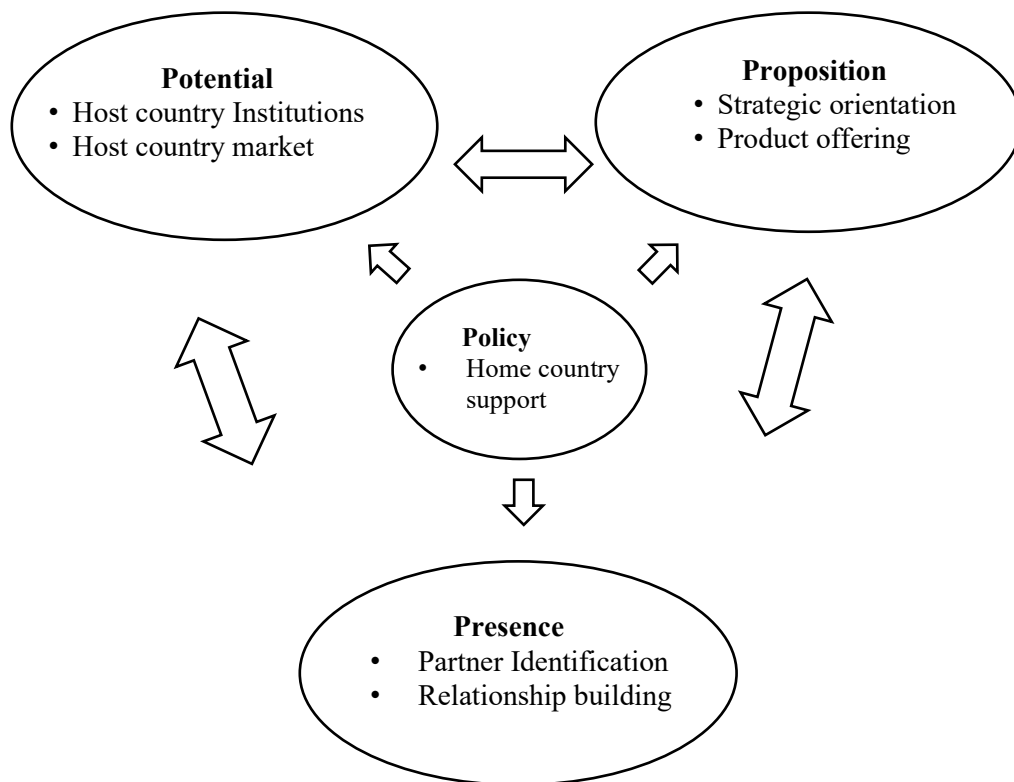 Potential
• Host country Institutions
• Host country market
Proposition
• Strategic orientation
• Product offering
Policy
• Home country
support
Presence
• Partner Identification
• Relationship building